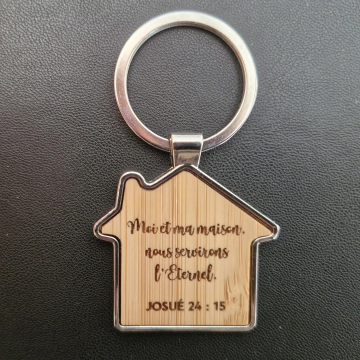 Moi et ma maison,
nous servirons
l'Eternel.
JOSUÉ 24 : 15